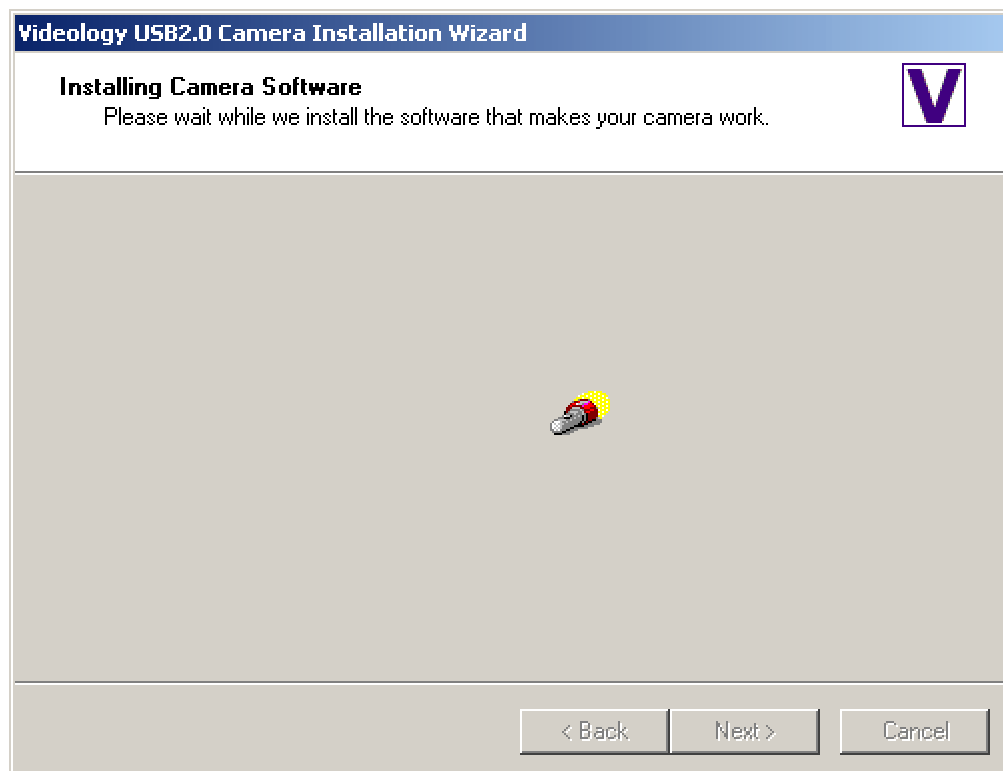 Videology USB2.0 Camera Installation Wizard
Installing Camera Software
Please wait while we install the software that makes your camera work.
V
< Back
Next >
Cancel